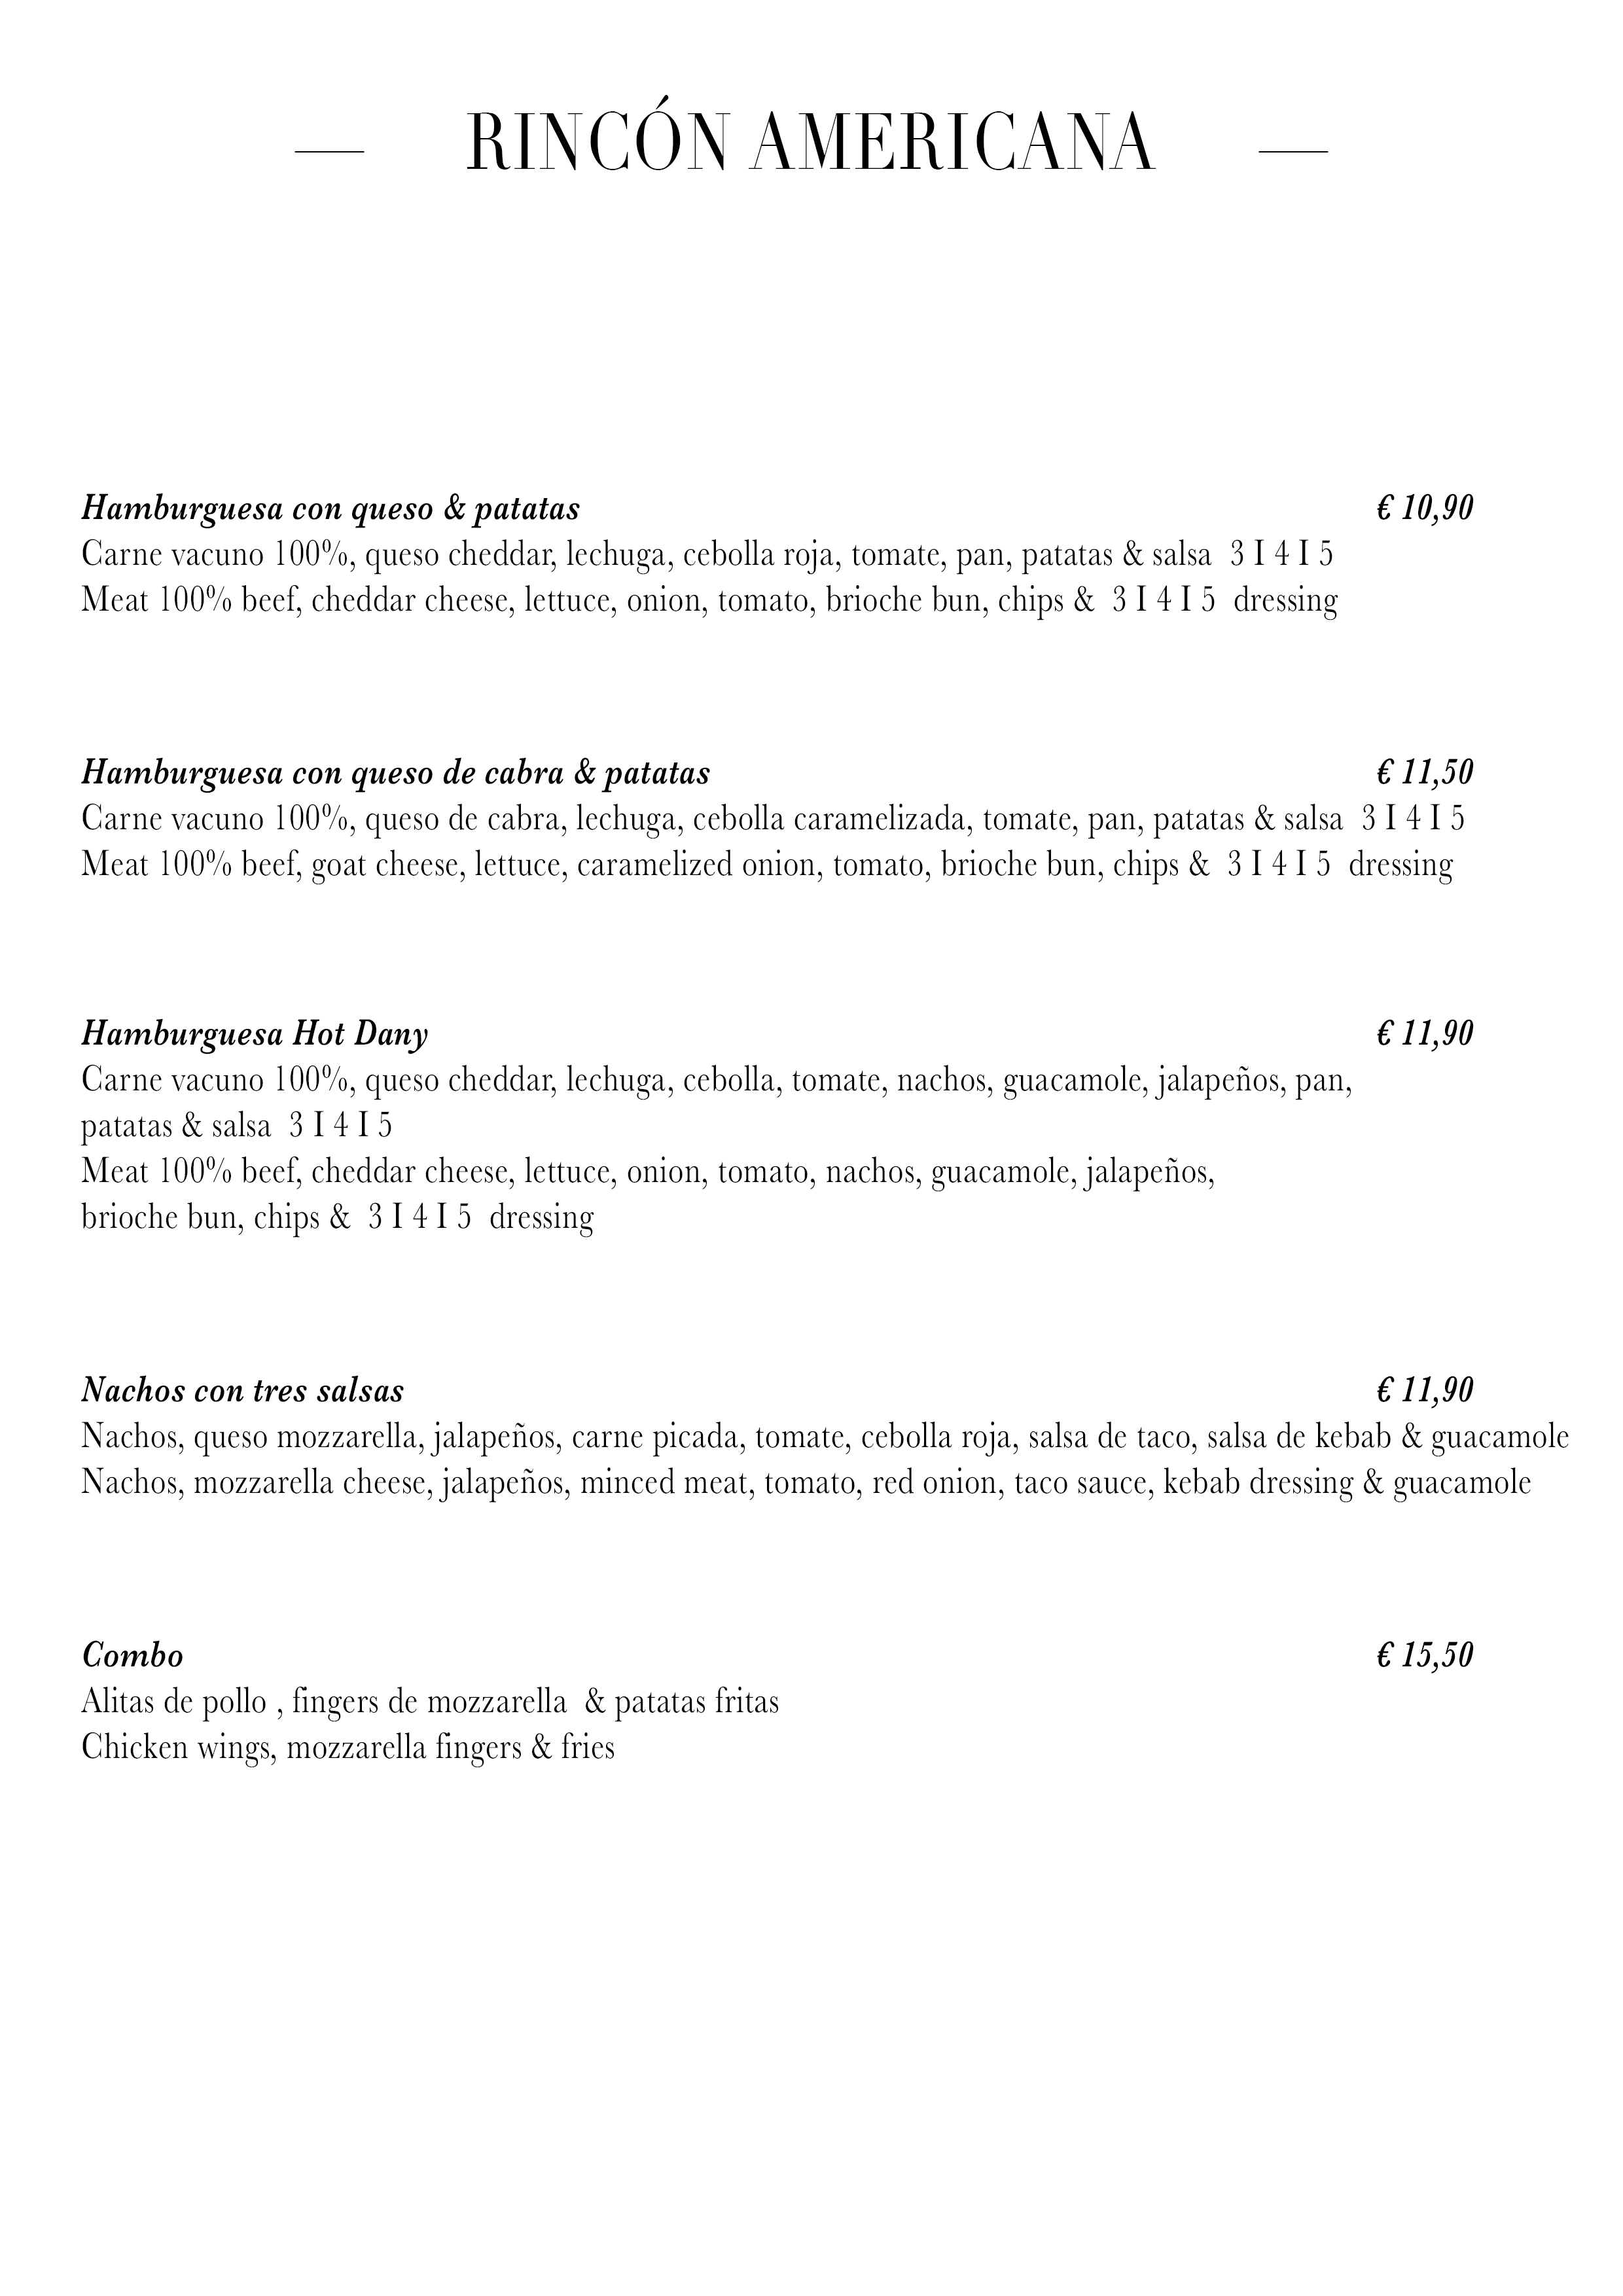 RINCÓN AMERICANA
Hamburguesa con queso & patatas € 10,90
Carne vacuno 100%, queso cheddar, lechuga, cebolla roja, tomate, pan, patatas & salsa 3 I 4 I 5
Meat 100% beef, cheddar cheese, lettuce, onion, tomato, brioche bun, chips & 3 I 4 I 5 dressing
Hamburguesa con queso de cabra & patatas € 11,50
Carne vacuno 100%, queso de cabra, lechuga, cebolla caramelizada, tomate, pan, patatas & salsa 3 I 4 I 5
Meat 100% beef, goat cheese, lettuce, caramelized onion, tomato, brioche bun, chips & 3 I 4 I 5 dressing
Hamburguesa Hot Dany € 11,90
Carne vacuno 100%, queso cheddar, lechuga, cebolla, tomate, nachos, guacamole, jalapeños, pan,
patatas & salsa 3 I 4 I 5
Meat 100% beef, cheddar cheese, lettuce, onion, tomato, nachos, guacamole, jalapeños,
brioche bun, chips & 3 I 4 I 5 dressing
Nachos con tres salsas € 11,90
Nachos, queso mozzarella, jalapeños, carne picada, tomate, cebolla roja, salsa de taco, salsa de kebab & guacamole
Nachos, mozzarella cheese, jalapeños, minced meat, tomato, red onion, taco sauce, kebab dressing & guacamole
Combo € 15,50
Alitas de pollo , fingers de mozzarella & patatas fritas
Chicken wings, mozzarella fingers & fries